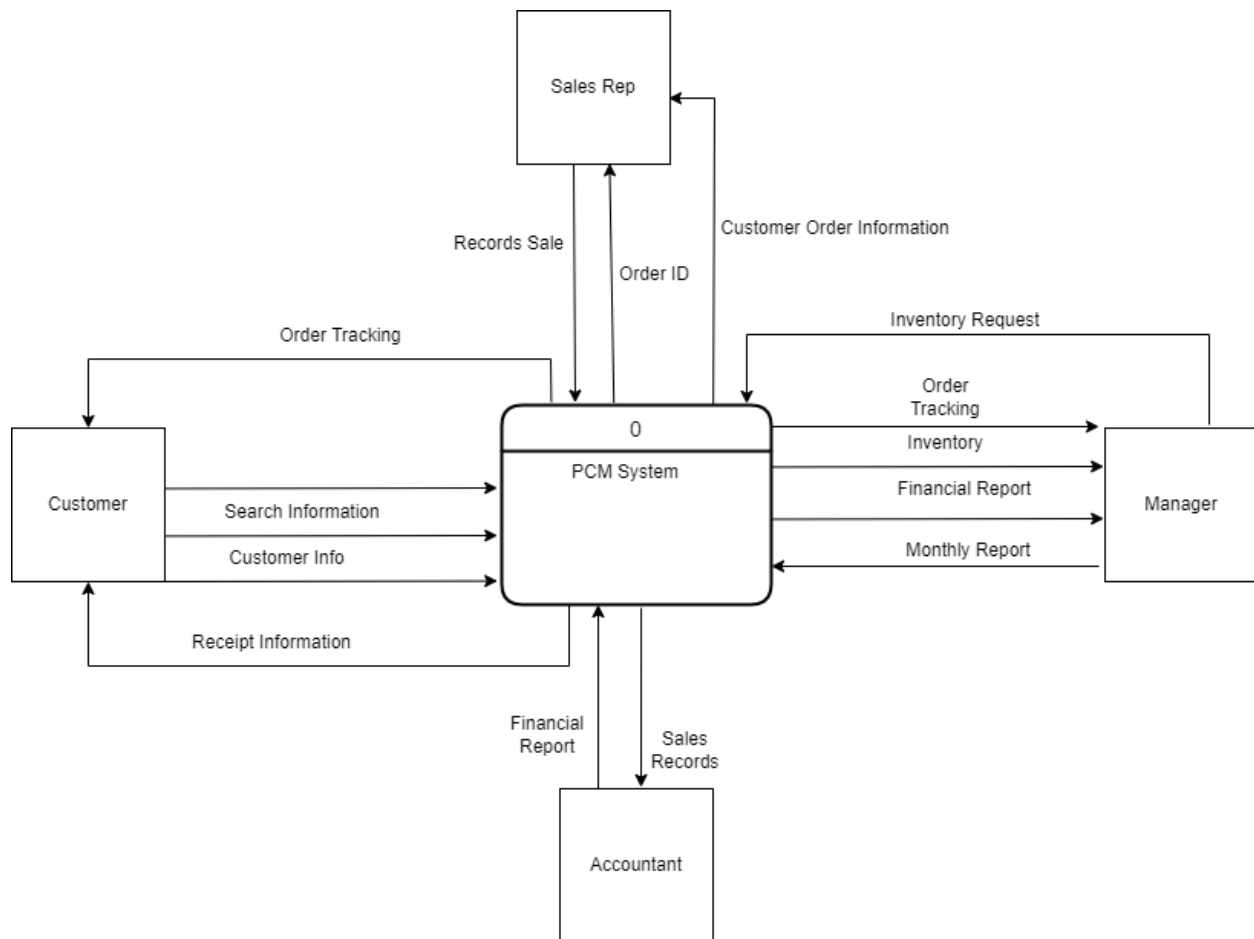 Sales Rep
Customer Order Information
Records Sale
Order ID
Inventory Request
Order Tracking
Order
Tracking
0
Inventory
PCM System
Financial Report
Customer
Search Information
Manager
Monthly Report
Customer Info
Receipt Information
Financial
Report
Sales
Records
Accountant